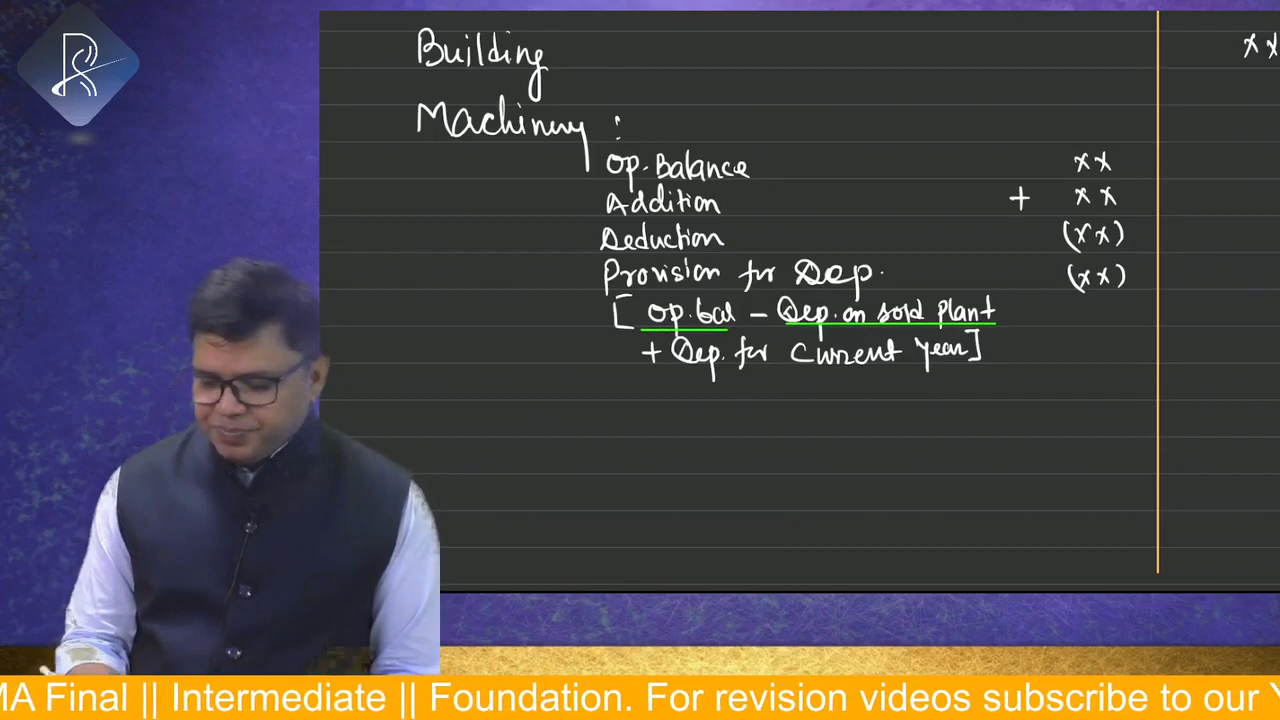 Building
xx
Machinery :
Op. Balance xx
Addition + xx
Deduction (xx)
Provision for Dep. (xx)
[ Op. bal – Dep. on sold plant
+ Dep. for Current Year]
MA Final || Intermediate || Foundation. For revision videos subscribe to our Y